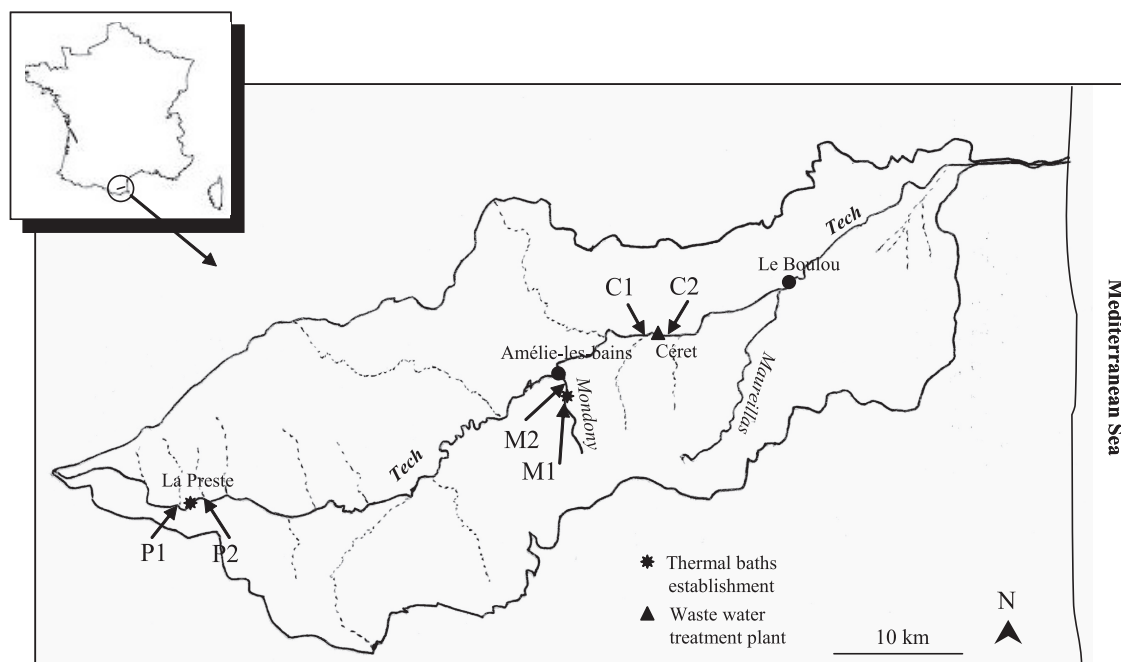 Tech
Le Boulou
C1
C2
Mediterranean Sea
Amélie-les-bains
Céret
Maureillas
Mondony
M2
M1
Tech
La Preste
P1
P2
Thermal baths
establishment
Waste water
treatment plant
N
10 km